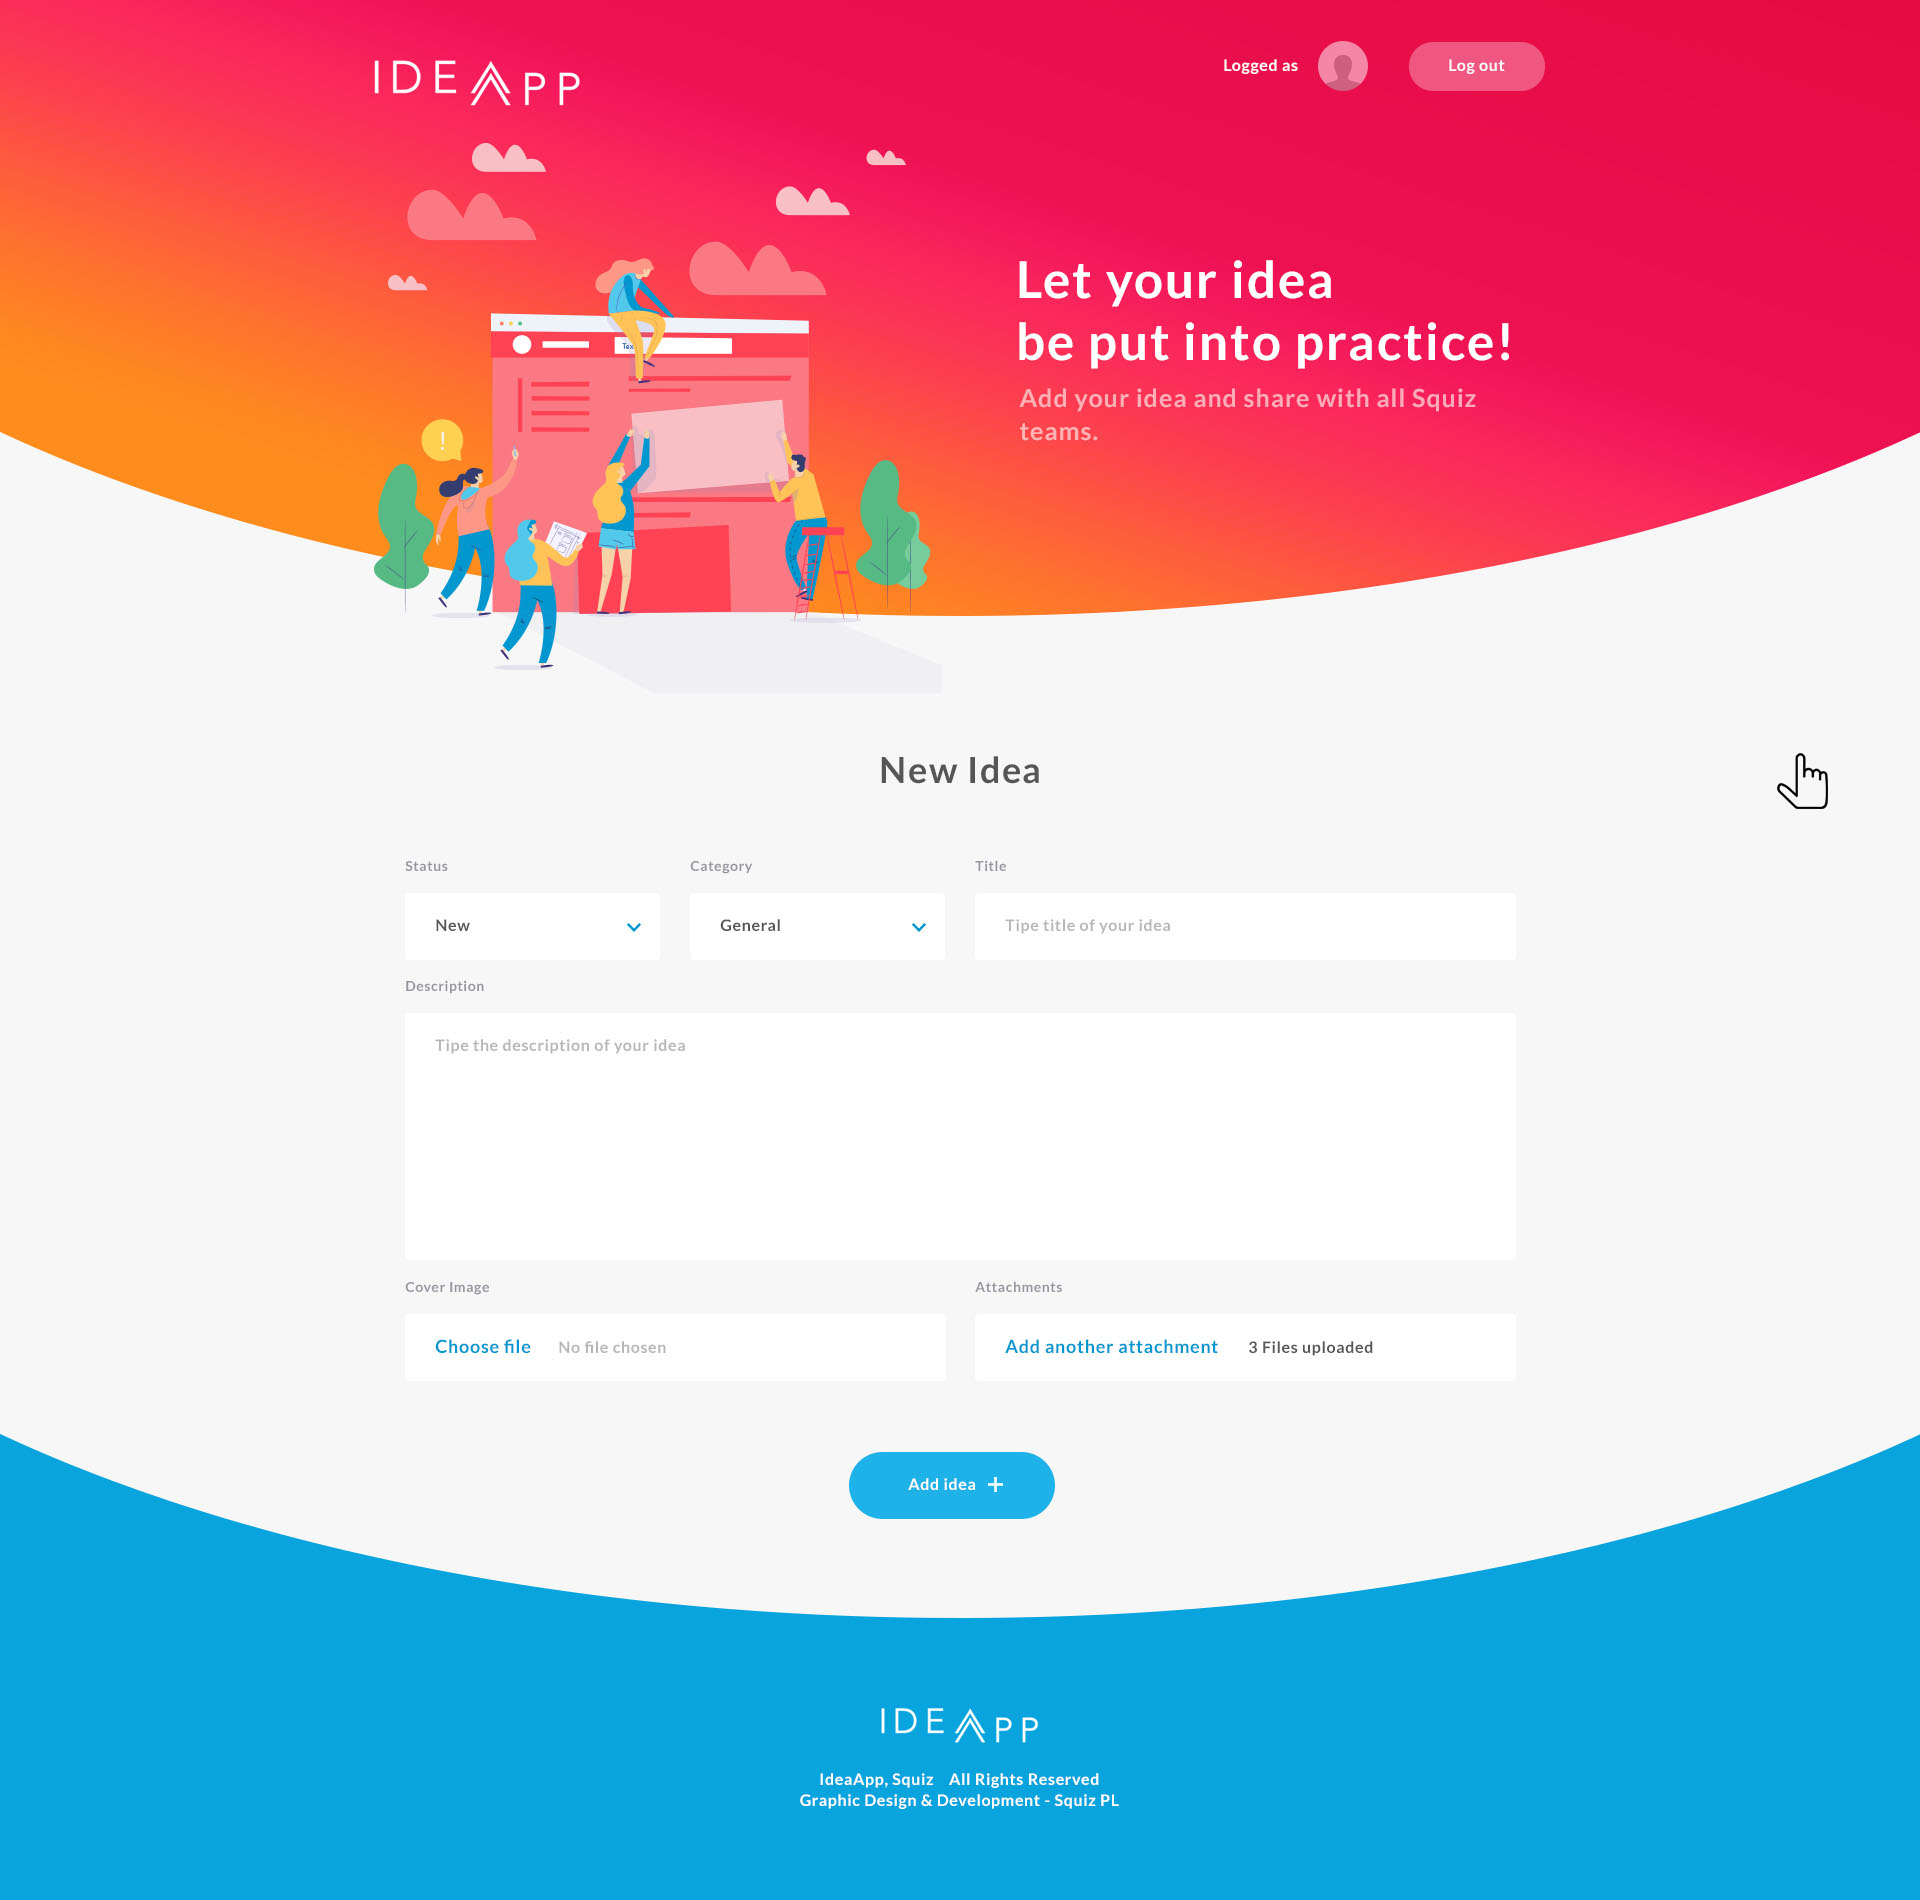 IDEAPP
Logged as
Log out
Let your idea
be put into practice!
Add your idea and share with all Squiz
teams.
!
New Idea
Status
Category
Title
New
General
Tipe title of your idea
Description
Tipe the description of your idea
Cover Image
Attachments
Choose file No file chosen
Add another attachment 3 Files uploaded
Add idea +
IDEAPP
IdeaApp, Squiz All Rights Reserved
Graphic Design & Development - Squiz PL